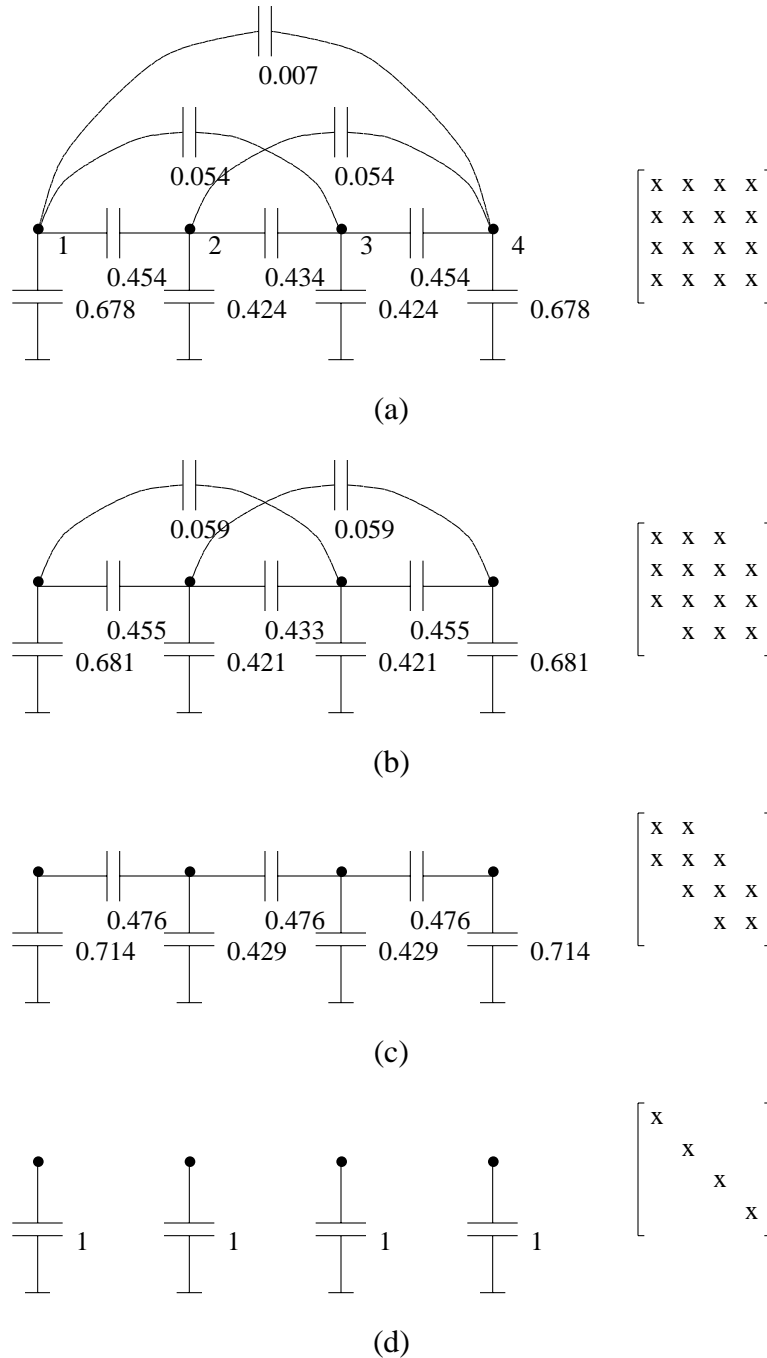 0.007
0.054 0.054
x x x x
x x x x
1 2 3 4
x x x x
0.454 0.434 0.454
x x x x
0.678 0.424 0.424 0.678
(a)
0.059 0.059
x x x
x x x x
x x x x
0.455 0.433 0.455
x x x
0.681 0.421 0.421 0.681
(b)
x x
x x x
x x x
0.476 0.476 0.476
x x
0.714 0.429 0.429 0.714
(c)
x
x
x
x
1 1 1 1
(d)